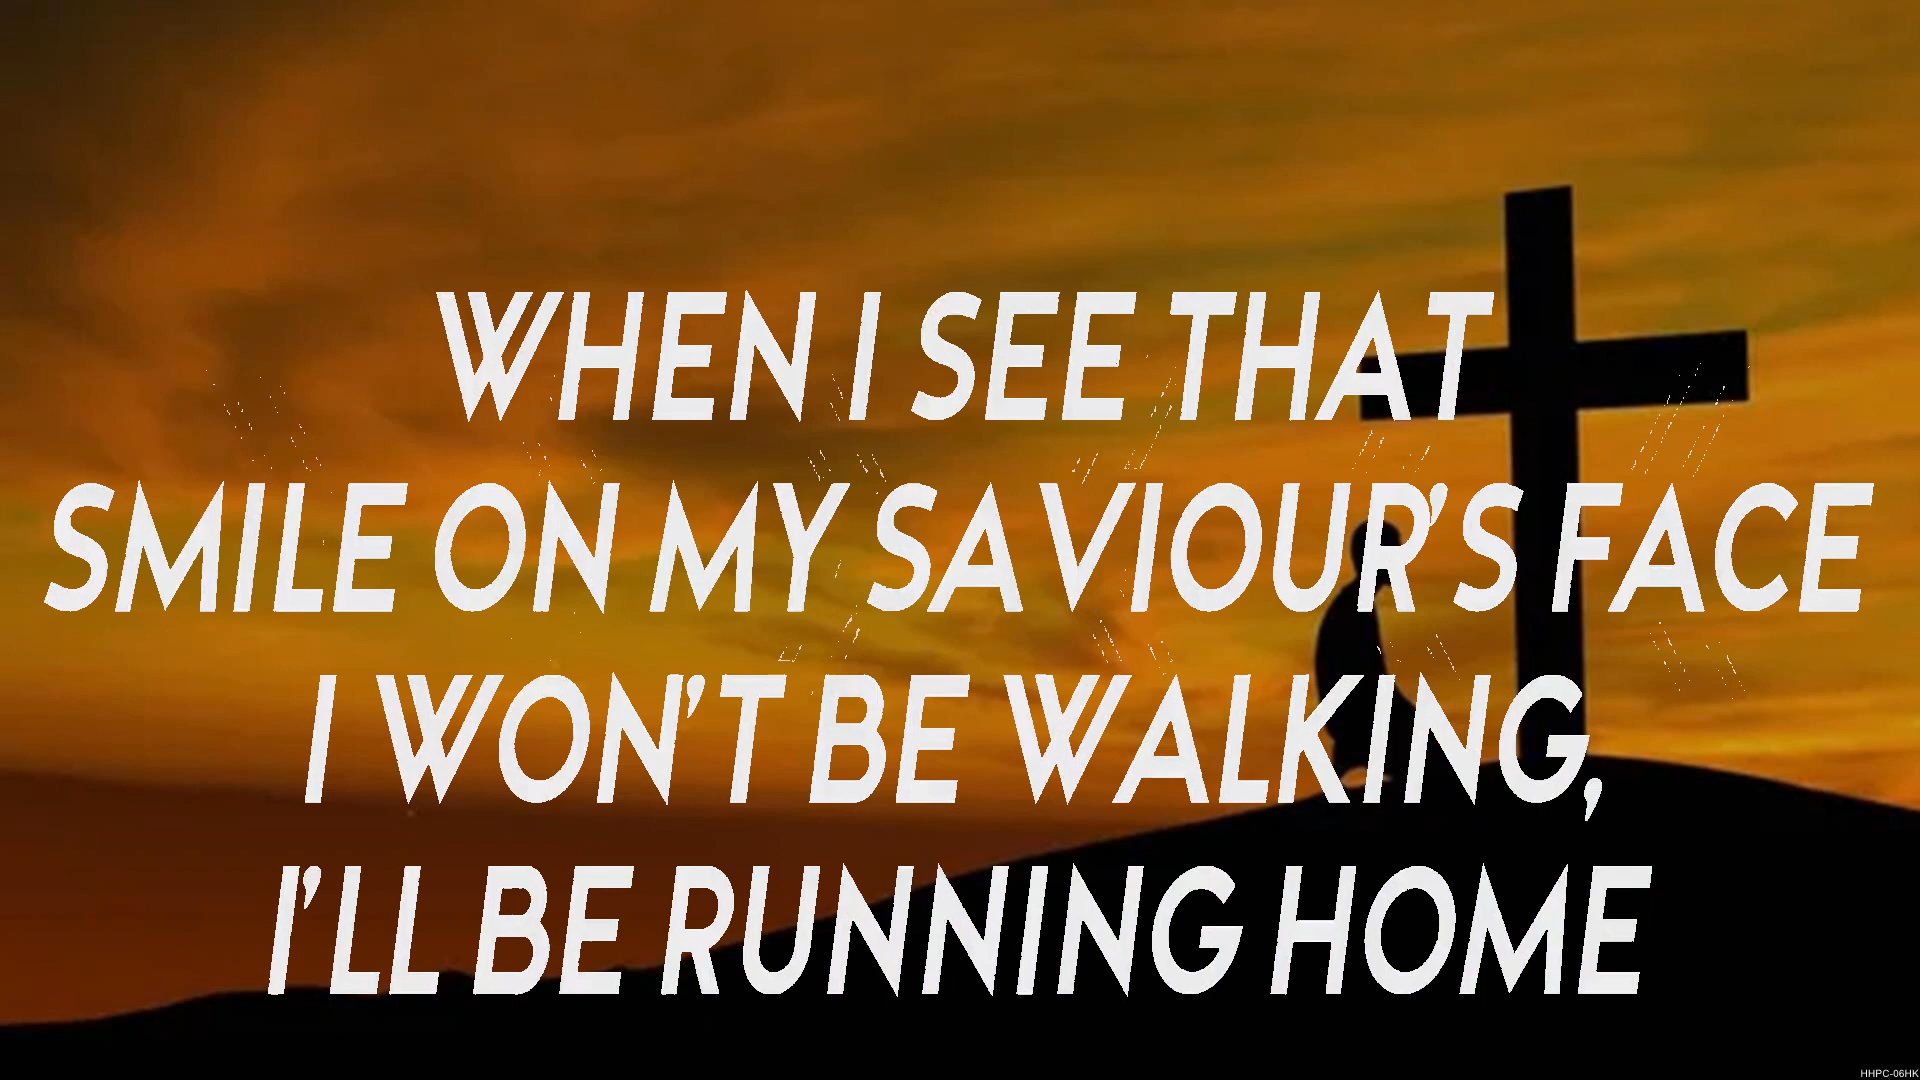 WHEN I SEE THAT
SMILE ON MY SAVIOUR'S FACE
I WON'T BE WALKING,
I'LL BE RUNNING HOME
HHPC-06HK